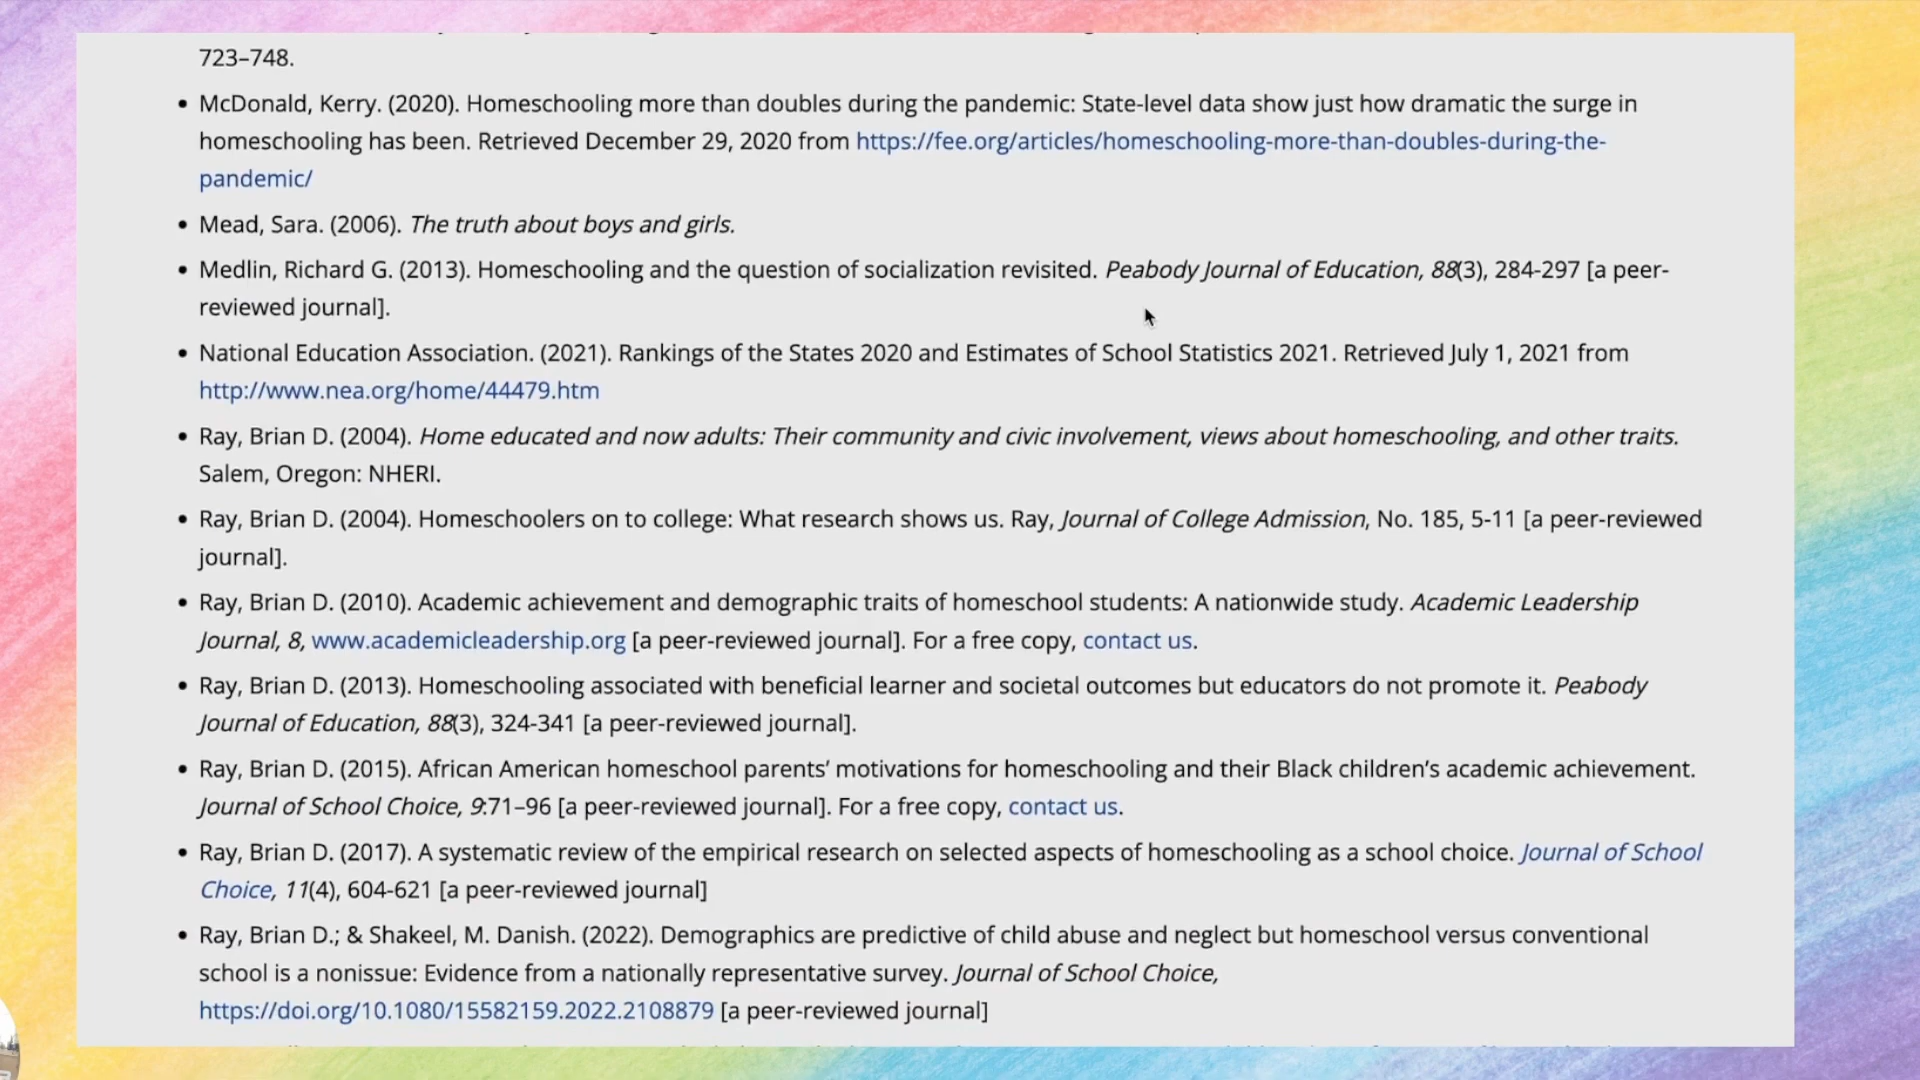 723–748.
• McDonald, Kerry. (2020). Homeschooling more than doubles during the pandemic: State-level data show just how dramatic the surge in
homeschooling has been. Retrieved December 29, 2020 from https://fee.org/articles/homeschooling-more-than-doubles-during-the-
pandemic/
• Mead, Sara. (2006). The truth about boys and girls.
• Medlin, Richard G. (2013). Homeschooling and the question of socialization revisited. Peabody Journal of Education, 88(3), 284-297 [a peer-
reviewed journal].
• National Education Association. (2021). Rankings of the States 2020 and Estimates of School Statistics 2021. Retrieved July 1, 2021 from
http://www.nea.org/home/44479.htm
• Ray, Brian D. (2004). Home educated and now adults: Their community and civic involvement, views about homeschooling, and other traits.
Salem, Oregon: NHERI.
• Ray, Brian D. (2004). Homeschoolers on to college: What research shows us. Ray, Journal of College Admission, No. 185, 5-11 [a peer-reviewed
journal].
• Ray, Brian D. (2010). Academic achievement and demographic traits of homeschool students: A nationwide study. Academic Leadership
Journal, 8, www.academicleadership.org [a peer-reviewed journal]. For a free copy, contact us.
• Ray, Brian D. (2013). Homeschooling associated with beneficial learner and societal outcomes but educators do not promote it. Peabody
Journal of Education, 88(3), 324-341 [a peer-reviewed journal].
• Ray, Brian D. (2015). African American homeschool parents’ motivations for homeschooling and their Black children’s academic achievement.
Journal of School Choice, 9:71–96 [a peer-reviewed journal]. For a free copy, contact us.
• Ray, Brian D. (2017). A systematic review of the empirical research on selected aspects of homeschooling as a school choice. Journal of School
Choice, 11(4), 604-621 [a peer-reviewed journal]
• Ray, Brian D.; & Shakeel, M. Danish. (2022). Demographics are predictive of child abuse and neglect but homeschool versus conventional
school is a nonissue: Evidence from a nationally representative survey. Journal of School Choice,
https://doi.org/10.1080/15582159.2022.2108879 [a peer-reviewed journal]